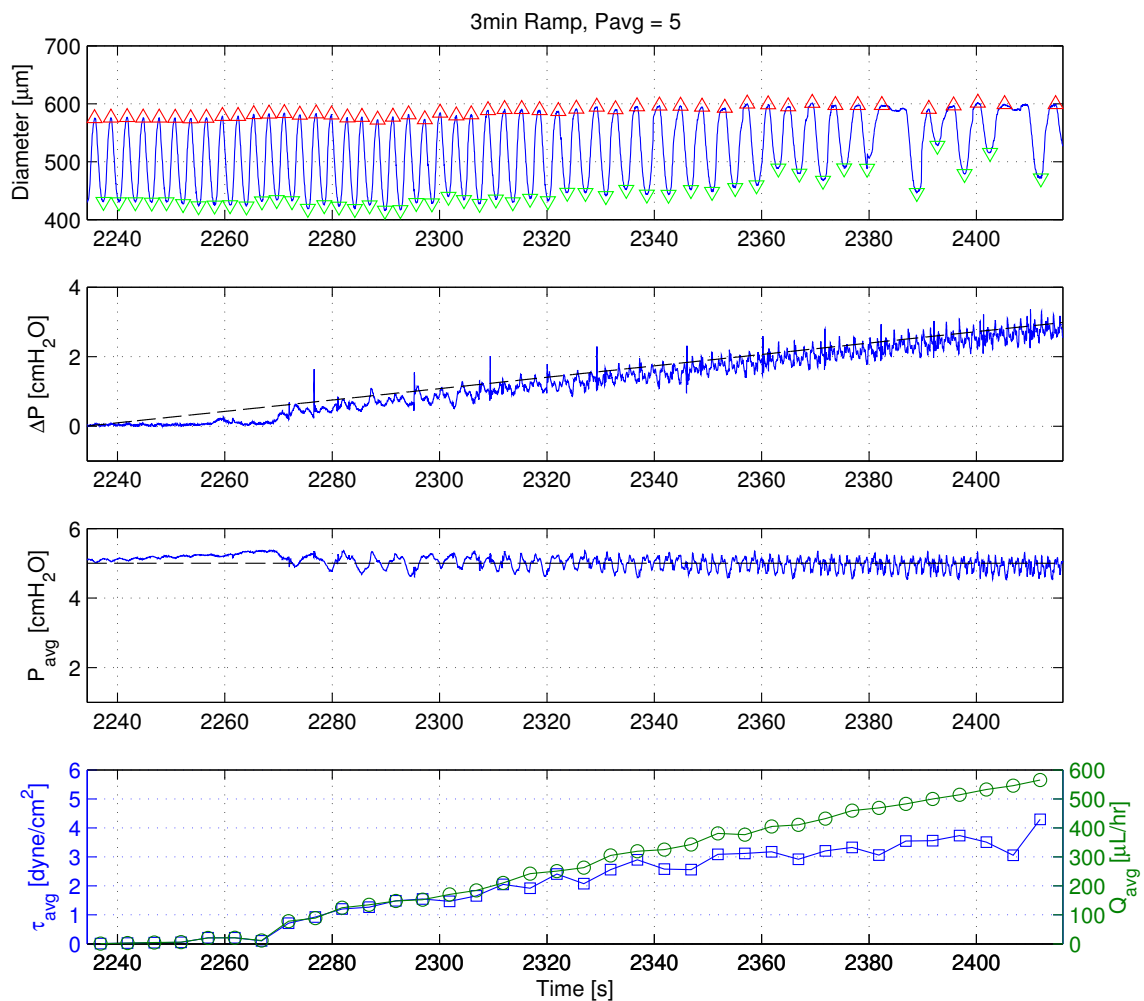 3min Ramp, Pavg = 5
Diameter [μm]
700
600
500
400
2240 2260 2280 2300 2320 2340 2360 2380 2400
ΔP [cmH2O]
4
2
0
2240 2260 2280 2300 2320 2340 2360 2380 2400
Pavg [cmH2O]
6
4
2
2240 2260 2280 2300 2320 2340 2360 2380 2400
τavg [dyne/cm2]
6 600
5 500
4 400
3 300
2 200
1 100
0 0
Qavg [μL/hr]
2240 2260 2280 2300 2320 2340 2360 2380 2400
Time [s]